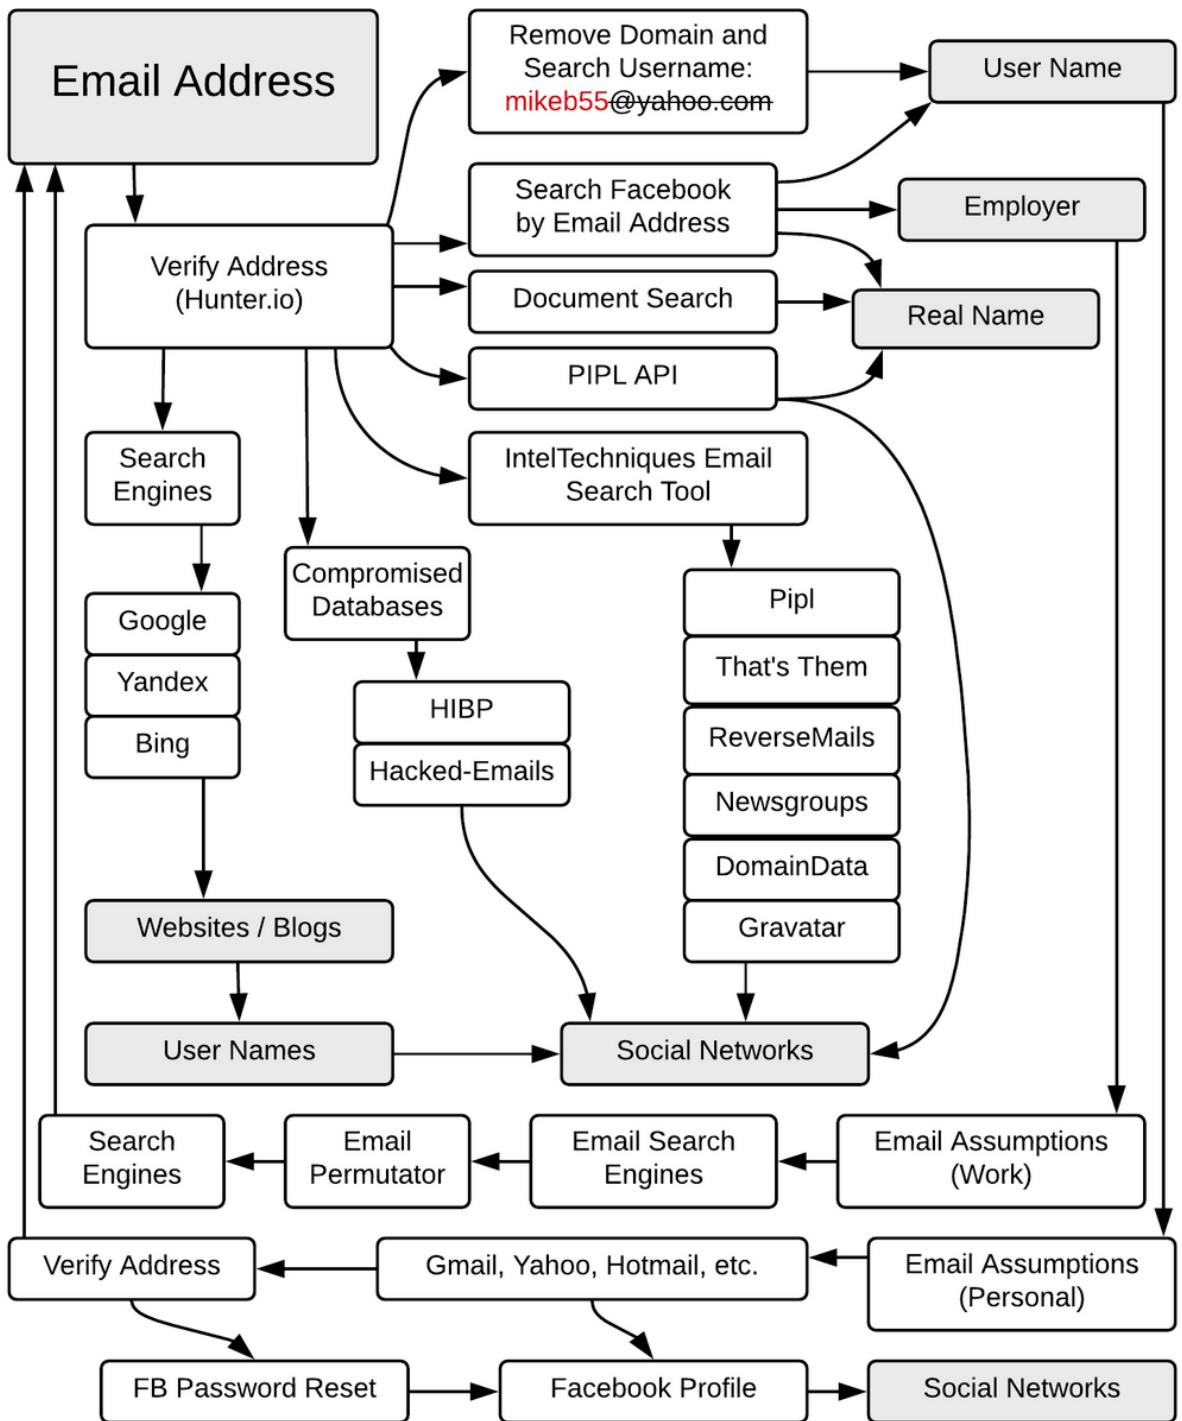 Email Address
Remove Domain and
Search Username:
mikeb55@yahoo.com
User Name
Search Facebook
by Email Address
Employer
Verify Address
(Hunter.io)
Document Search
Real Name
PIPL API
Search
Engines
IntelTechniques Email
Search Tool
Compromised
Databases
Google
Yandex
Bing
Pipl
That's Them
ReverseMails
Newsgroups
DomainData
Gravatar
HIBP
Hacked-Emails
Websites / Blogs
User Names
Social Networks
Search
Engines
Email
Permutator
Email Search
Engines
Email Assumptions
(Work)
Verify Address
Gmail, Yahoo, Hotmail, etc.
Email Assumptions
(Personal)
FB Password Reset
Facebook Profile
Social Networks